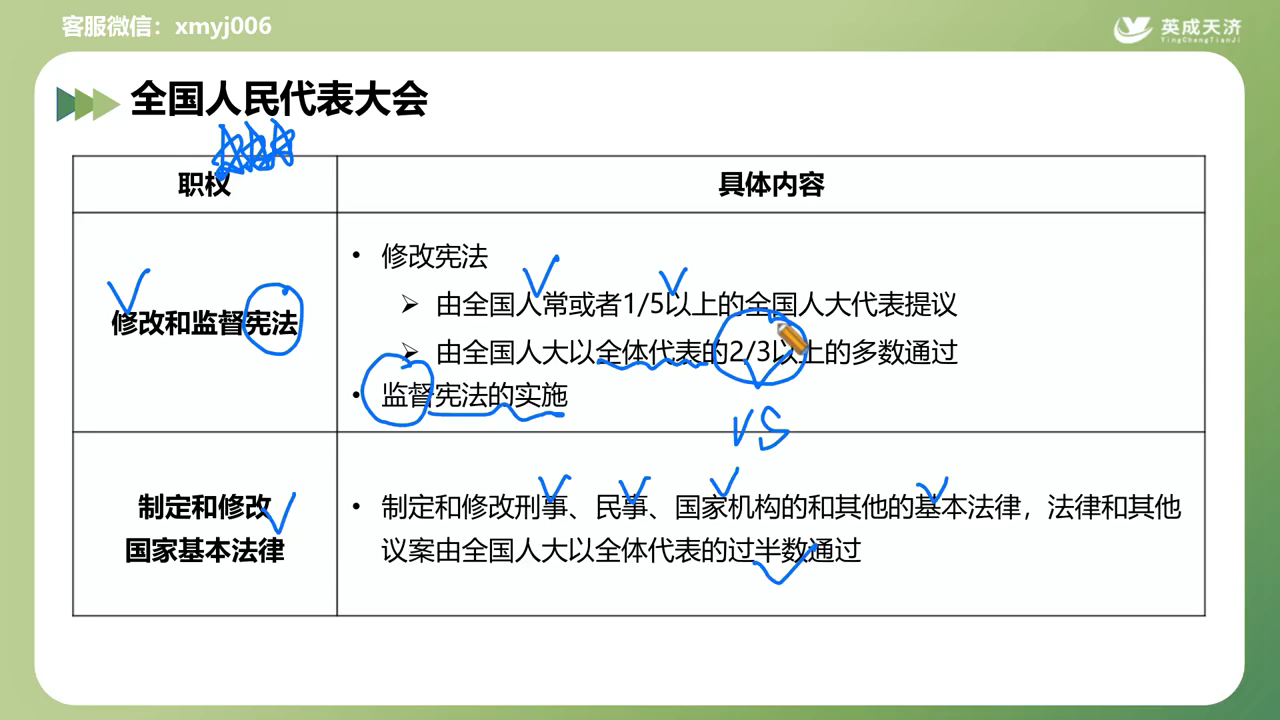 客服微信：xmyj006
英成天济
YingChengTianJi
全国人民代表大会
职权
具体内容
修改和监督宪法
• 修改宪法
➢ 由全国人常或者1/5以上的全国人大代表提议
➢ 由全国人大以全体代表的2/3以上的多数通过
• 监督宪法的实施
VS
制定和修改
国家基本法律
• 制定和修改刑事、民事、国家机构的和其他的基本法律，法律和其他
议案由全国人大以全体代表的过半数通过